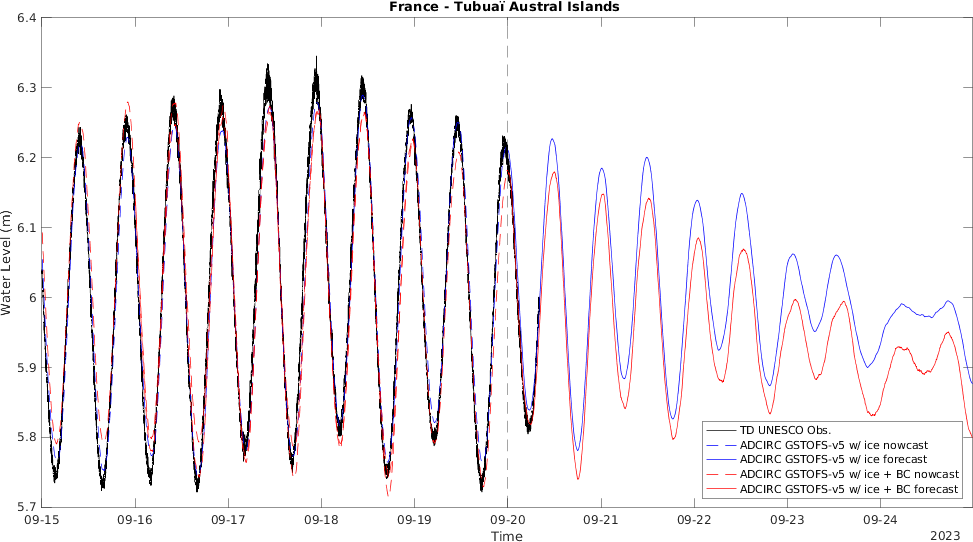 France - Tubuaï Austral Islands
6.4
6.3
6.2
6.1
6
5.9
5.8
5.7
Water Level (m)
TD UNESCO Obs.
ADCIRC GSTOFS-v5 w/ ice nowcast
ADCIRC GSTOFS-v5 w/ ice forecast
ADCIRC GSTOFS-v5 w/ ice + BC nowcast
ADCIRC GSTOFS-v5 w/ ice + BC forecast
09-15 09-16 09-17 09-18 09-19 09-20 09-21 09-22 09-23 09-24
Time
2023